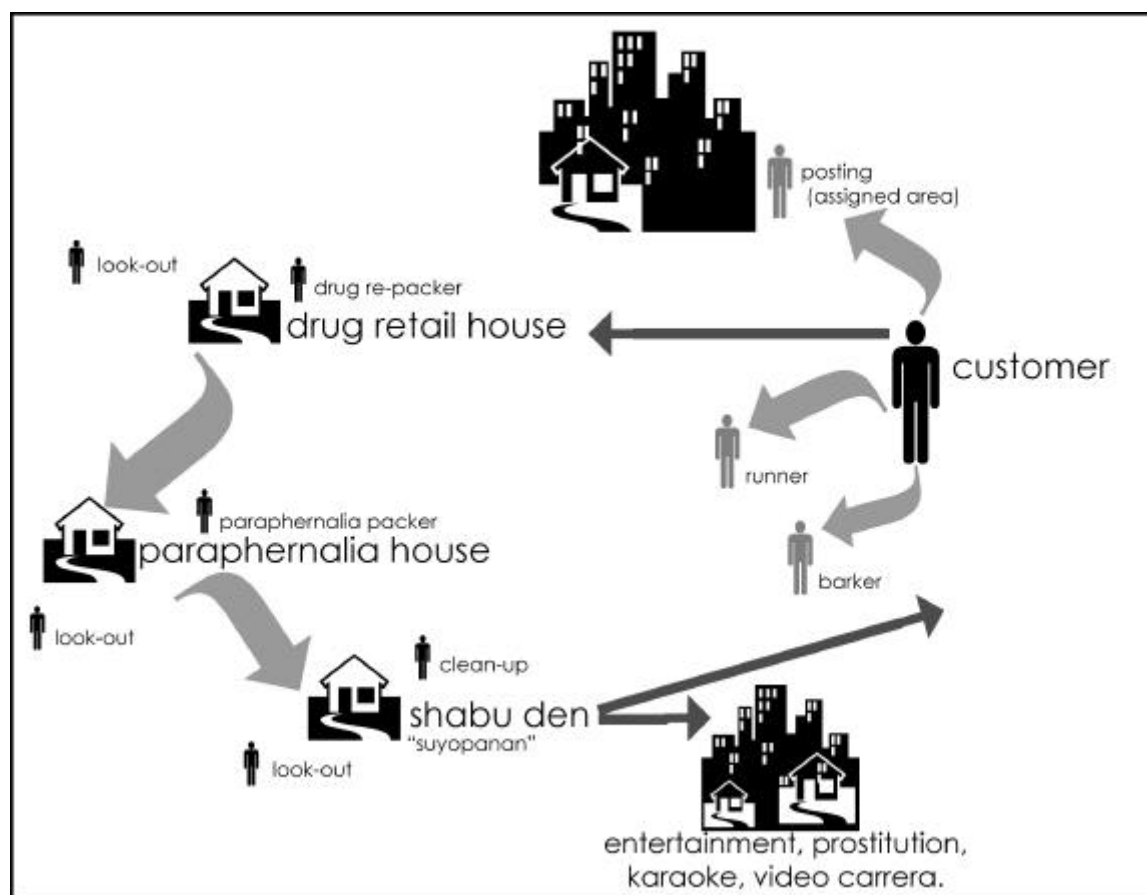 posting
(assigned area)
look-out
drug re-packer
drug retail house
customer
runner
paraphernalia packer
paraphernalia house
barker
look-out
clean-up
shabu den
"suyopanan"
look-out
entertainment, prostitution,
karaoke, video carrera.